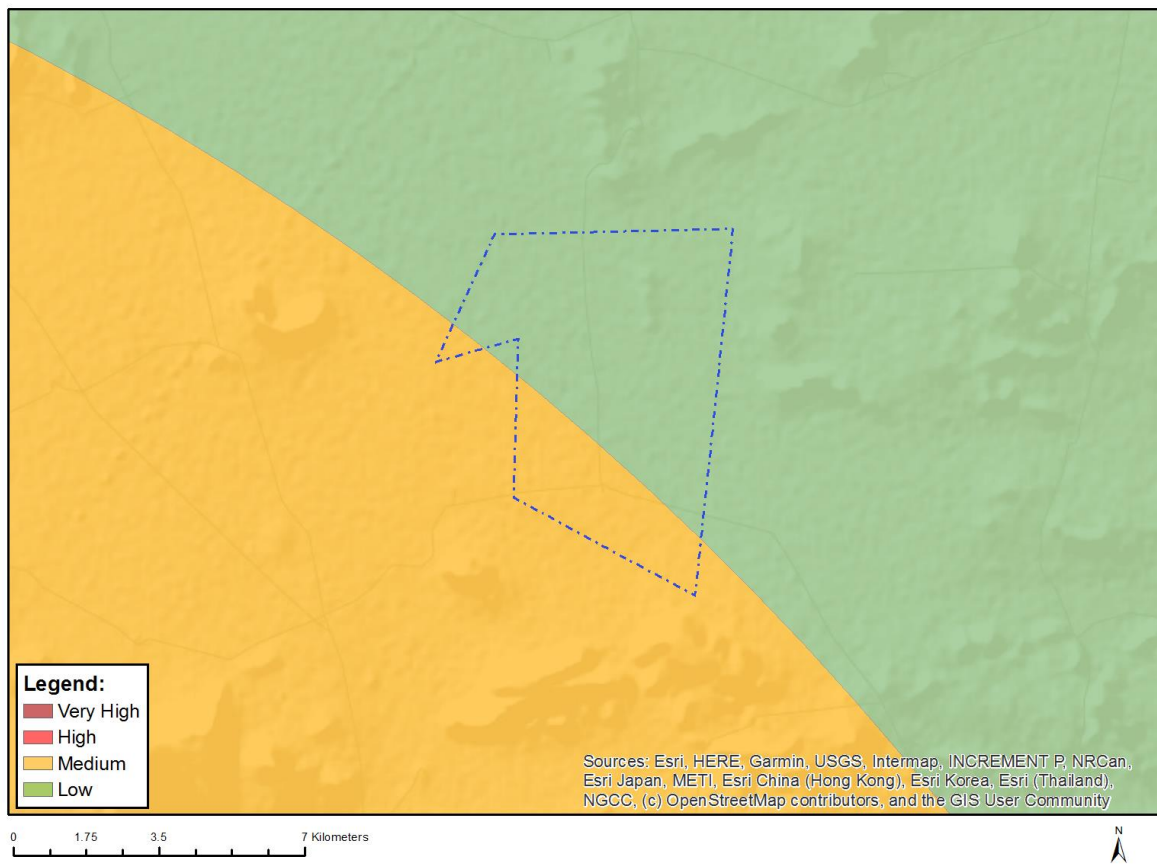 Legend:
Very High
High
Medium
Low
Sources: Esri, HERE, Garmin, USGS, Intermap, INCREMENT P, NRCan,
Esri Japan, METI, Esri China (Hong Kong), Esri Korea, Esri (Thailand),
NGCC, (c) OpenStreetMap contributors, and the GIS User Community
0 1.75 3.5 7 Kilometers
N